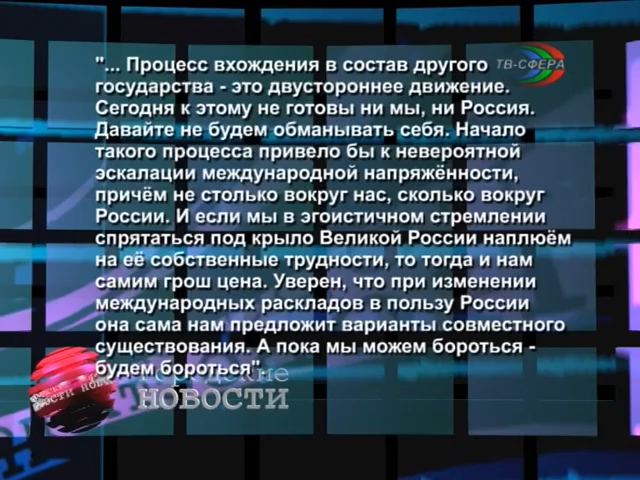 "... Процесс вхождения в состав другого
ТВ-СФЕРА
государства - это двустороннее движение.
Сегодня к этому не готовы ни мы, ни Россия.
Давайте не будем обманывать себя. Начало
такого процесса привело бы к невероятной
эскалации международной напряжённости,
причём не столько вокруг нас, сколько вокруг
России. И если мы в эгоистичном стремлении
спрятаться под крыло Великой России наплюём
на её собственные трудности, то тогда и нам
самим грош цена. Уверен, что при изменении
международных раскладов в пользу России
она сама нам предложит варианты совместного
существования. А пока мы можем бороться -
будем бороться".
городские
НОВОСТИ